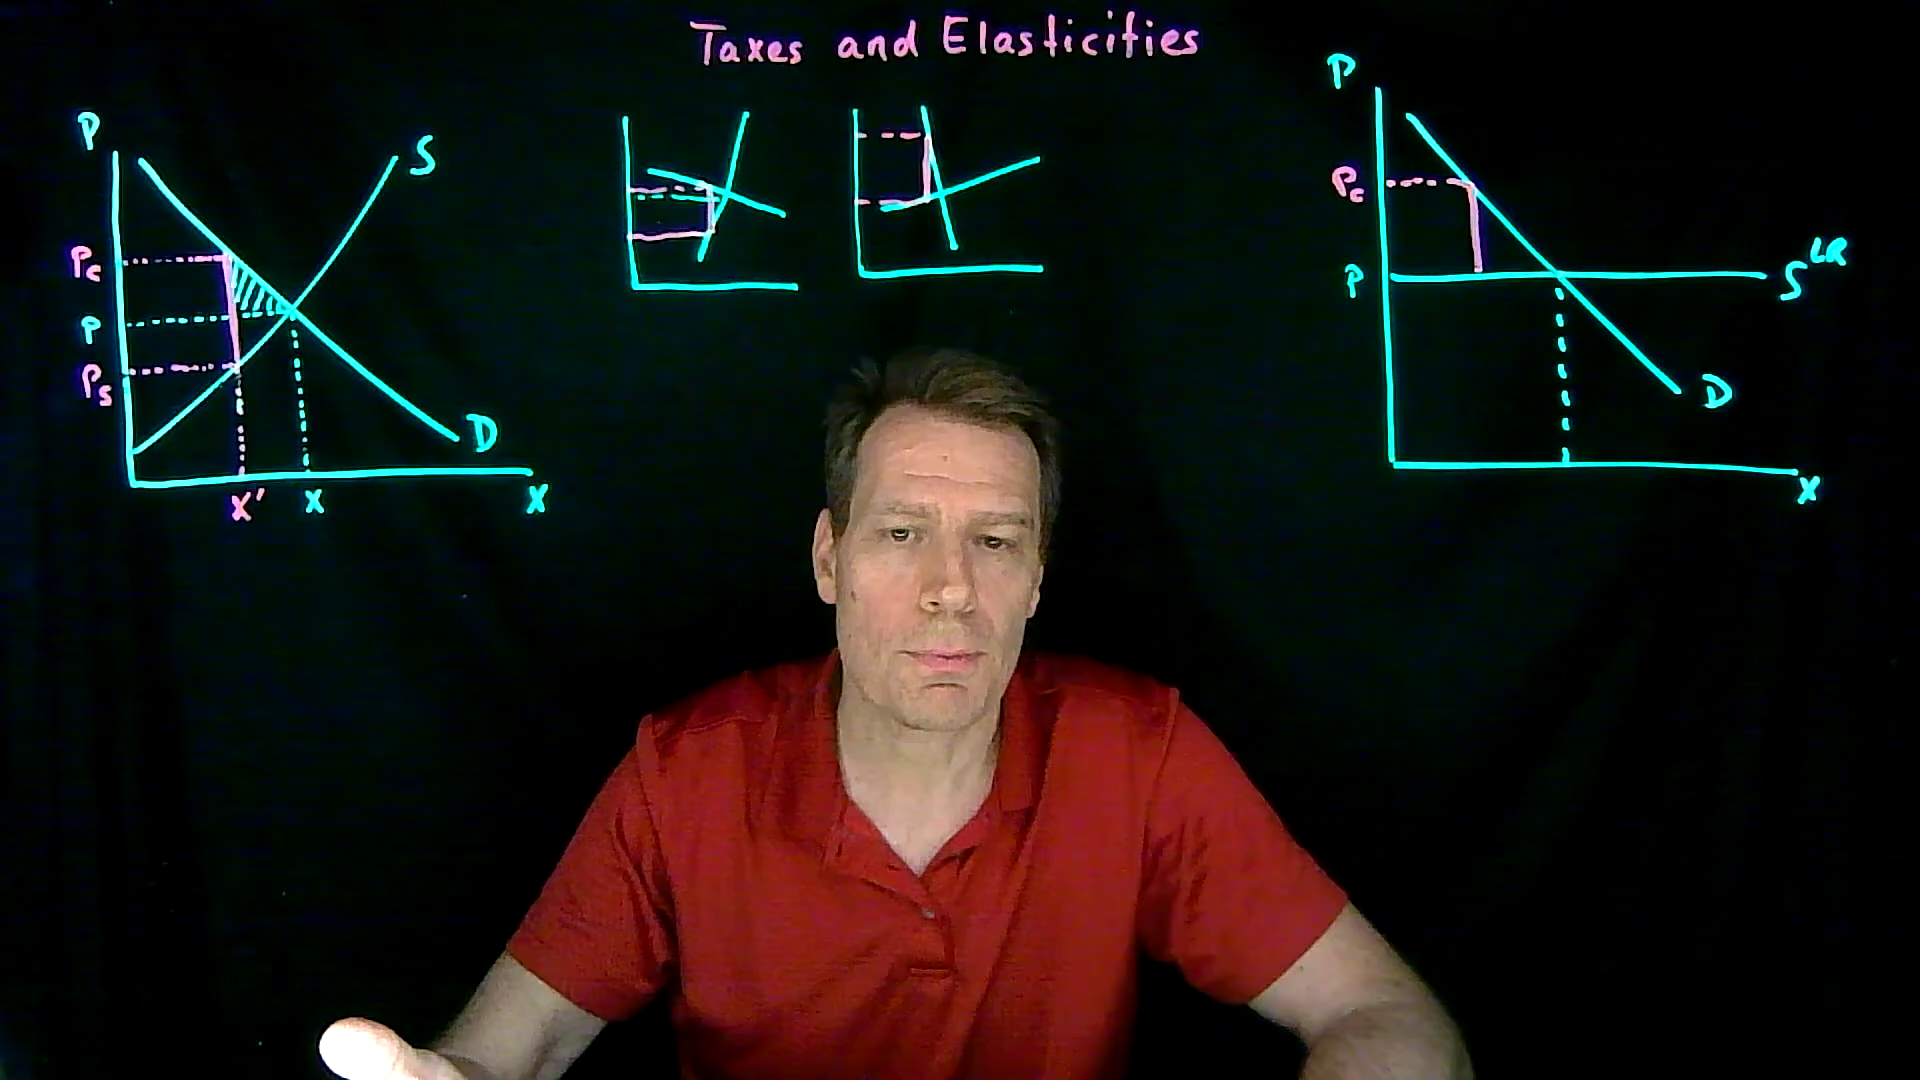 Taxes and Elasticities
P
S
Pc
P
Ps
D
X'
X
X
P
Pc
P
S^LR
D
X